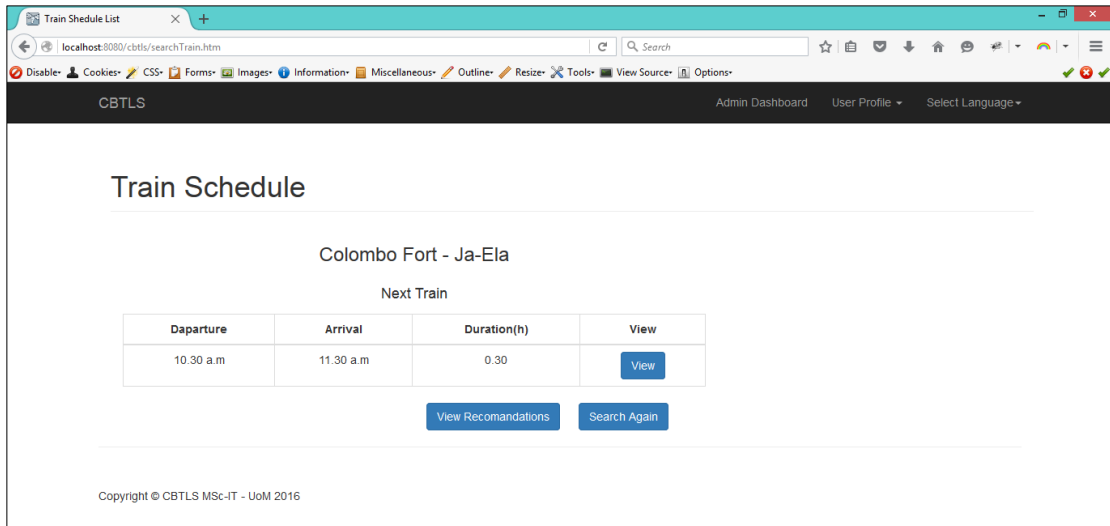 Train Shedule List
localhost:8080/cbtls/searchTrain.htm
Search
Disable Cookies CSS Forms Images Information Miscellaneous Outline Resize Tools View Source Options
CBTLS Admin Dashboard User Profile Select Language
Train Schedule
Colombo Fort - Ja-Ela
Next Train
Daparture Arrival Duration(h) View
10.30 a.m 11.30 a.m 0.30 View
View Recomandations Search Again
Copyright © CBTLS MSc-IT - UoM 2016